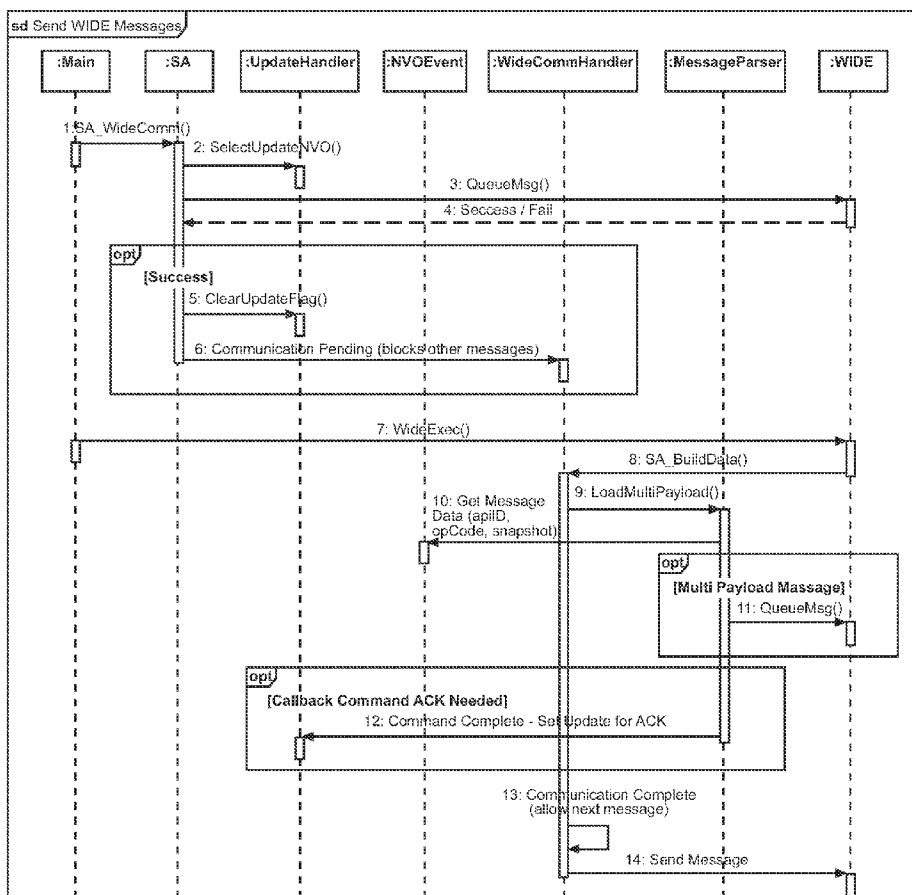 sd Send WIDE Messages
:Main :SA :UpdateHandler :NVOEvent :WideCommHandler :MessageParser :WIDE
1:SA_WideComm()
2: SelectUpdateNVO()
3: QueueMsg()
4: Seccess / Fail
opt
[Success]
5: ClearUpdateFlag()
6: Communication Pending (blocks other messages)
7: WideExec()
8: SA_BuildData()
9: LoadMultiPayload()
10: Get Message
Data (apiID,
opCode, snapshot)
opt
[Multi Payload Massage]
11: QueueMsg()
opt
[Callback Command ACK Needed]
12: Command Complete - Set Update for ACK
13: Communication Complete
(allow next message)
14: Send Message